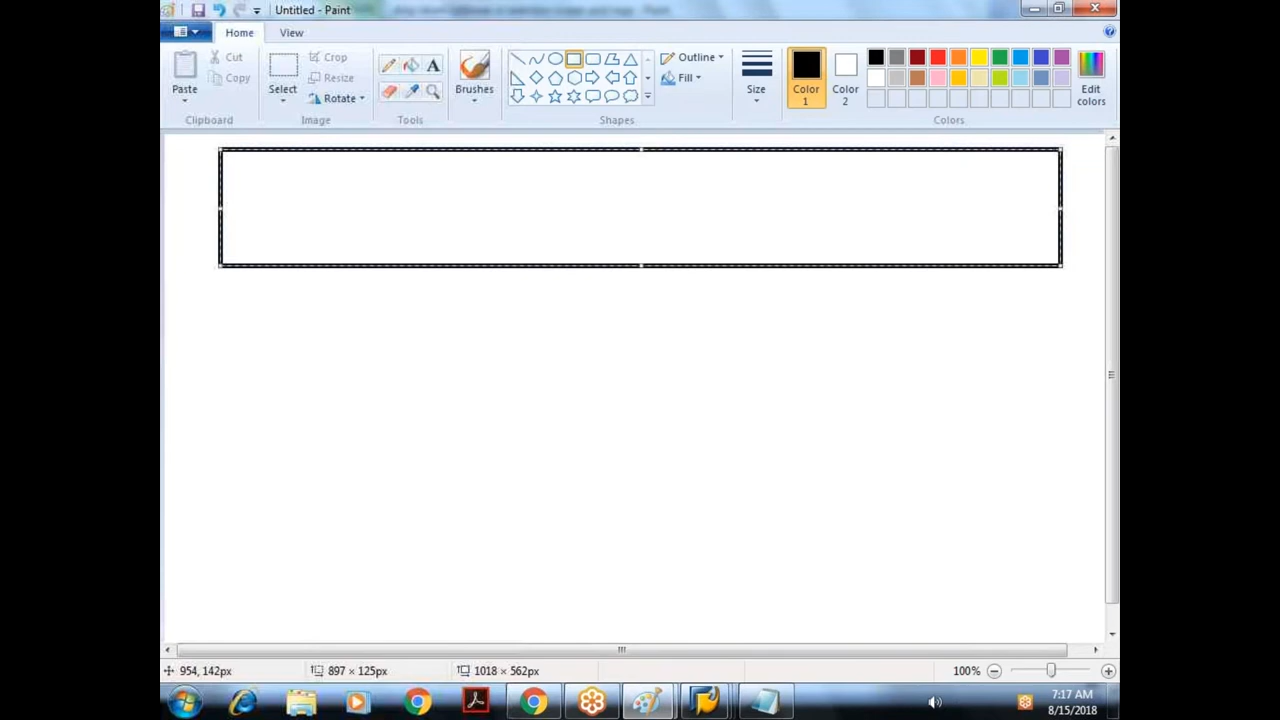 Untitled - Paint
Home
View
Paste
Cut
Copy
Clipboard
Select
Crop
Resize
Rotate
Image
A
Tools
Brushes
Outline
Fill
Shapes
Size
Color 1
Color 2
Edit colors
Colors
954, 142px
897 × 125px
1018 × 562px
100%
7:17 AM
8/15/2018